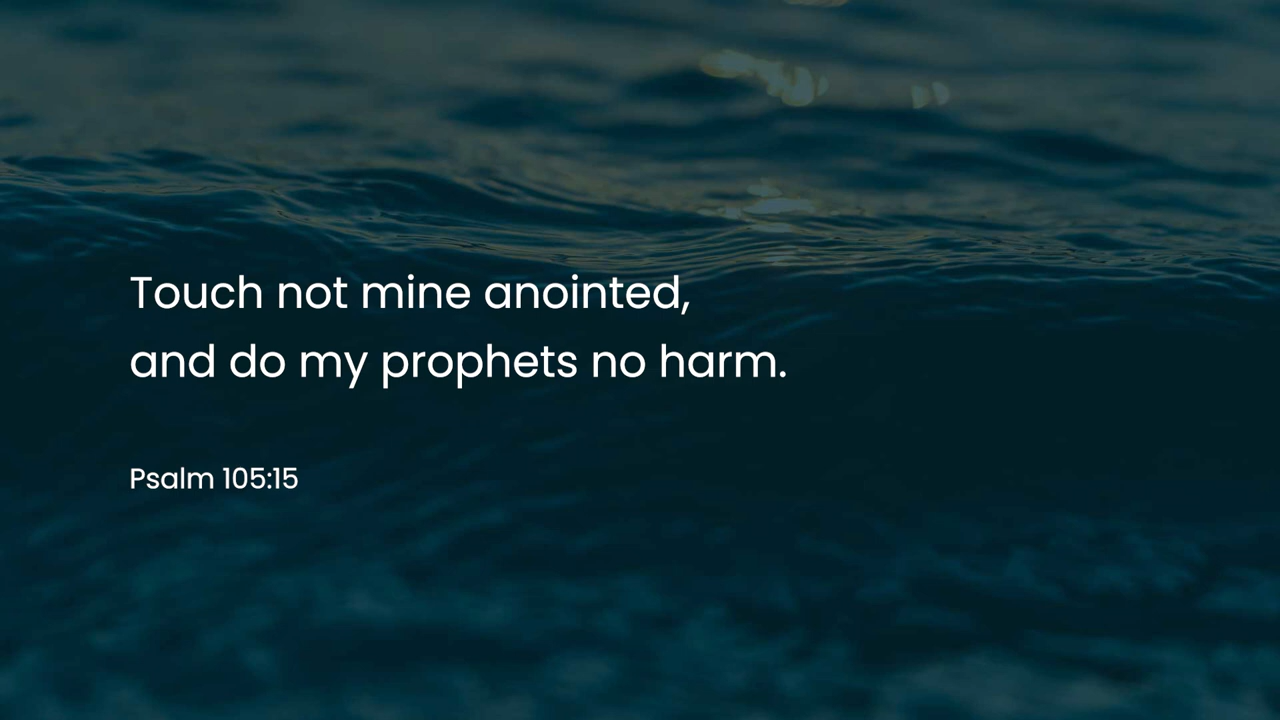 Touch not mine anointed,
and do my prophets no harm.
Psalm 105:15